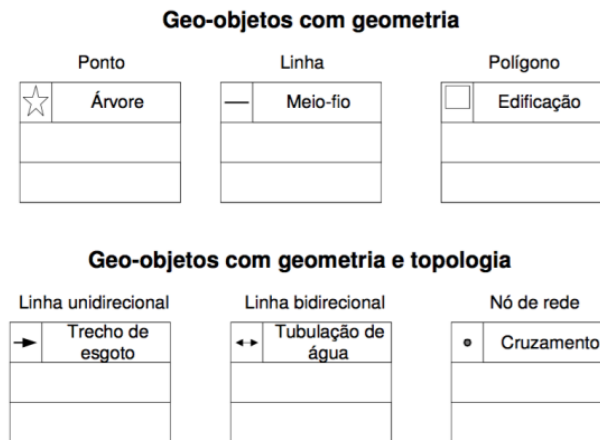 Geo-objetos com geometria
Ponto
Linha
Polígono
Árvore
Meio-fio
Edificação
Geo-objetos com geometria e topologia
Linha unidirecional
Linha bidirecional
Nó de rede
Trecho de
esgoto
Tubulação de
água
Cruzamento